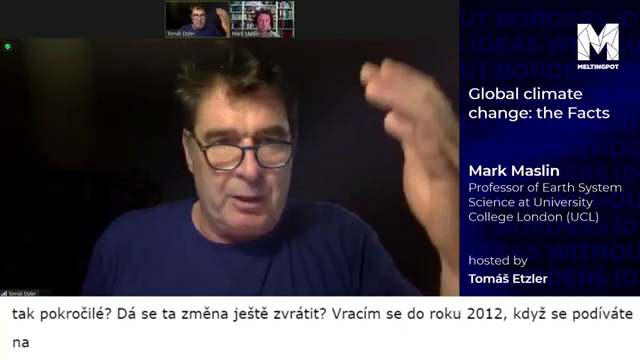 Tomáš Etzler
Mark Maslin
MELTINGPOT
Global climate
change: the Facts
Mark Maslin
Professor of Earth System
Science at University
College London (UCL)
hosted by
Tomáš Etzler
Tomáš Etzler
tak pokročilé? Dá se ta změna ještě zvrátit? Vracím se do roku 2012, když se podíváte
na